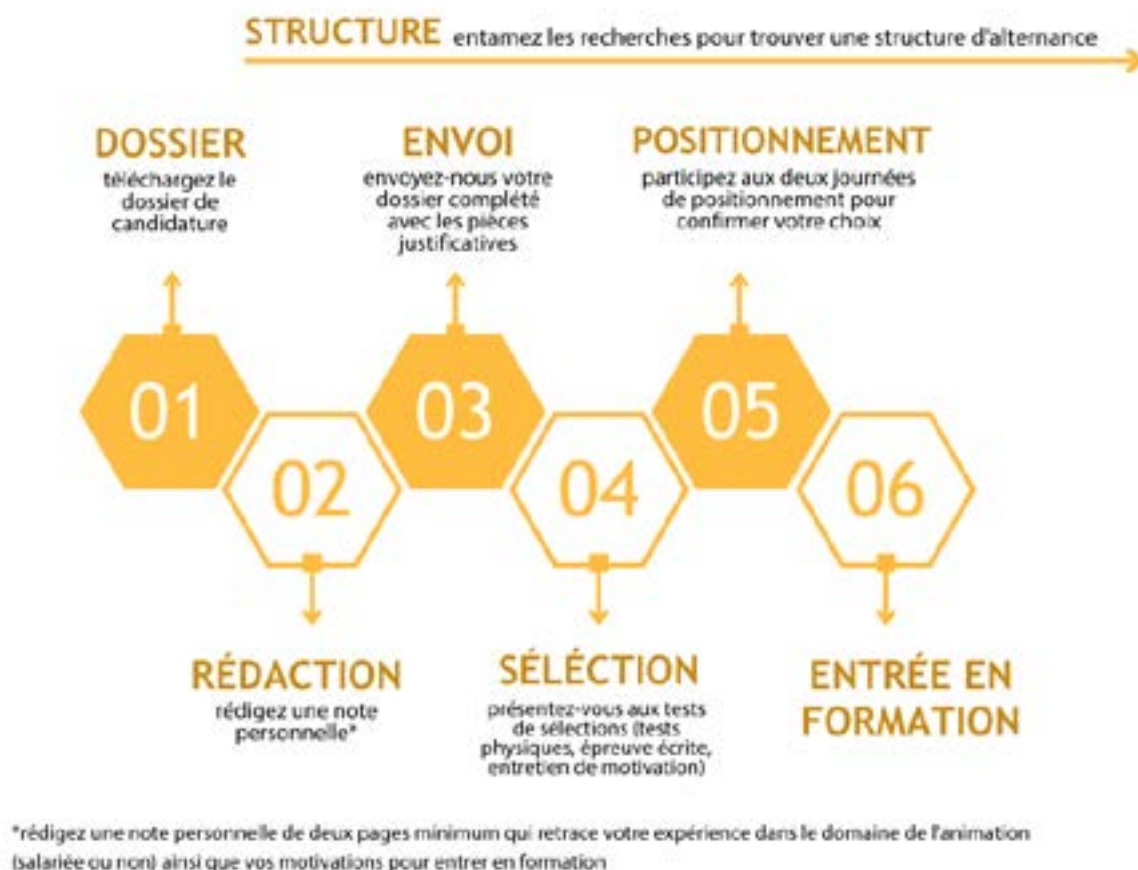 STRUCTURE entamez les recherches pour trouver une structure d'alternance
DOSSIER
téléchargez le
dossier de
candidature
ENVOI
envoyez-nous votre
dossier complété
avec les pièces
justificatives
POSITIONNEMENT
participez aux deux journées
de positionnement pour
confirmer votre choix
01
02
03
04
05
06
RÉDACTION
rédigez une note
personnelle*
SÉLÉCTION
présentez-vous aux tests
de sélections (tests
physiques, épreuve écrite,
entretien de motivation)
ENTRÉE EN
FORMATION
*rédigez une note personnelle de deux pages minimum qui retrace votre expérience dans le domaine de l'animation
(salariée ou non) ainsi que vos motivations pour entrer en formation